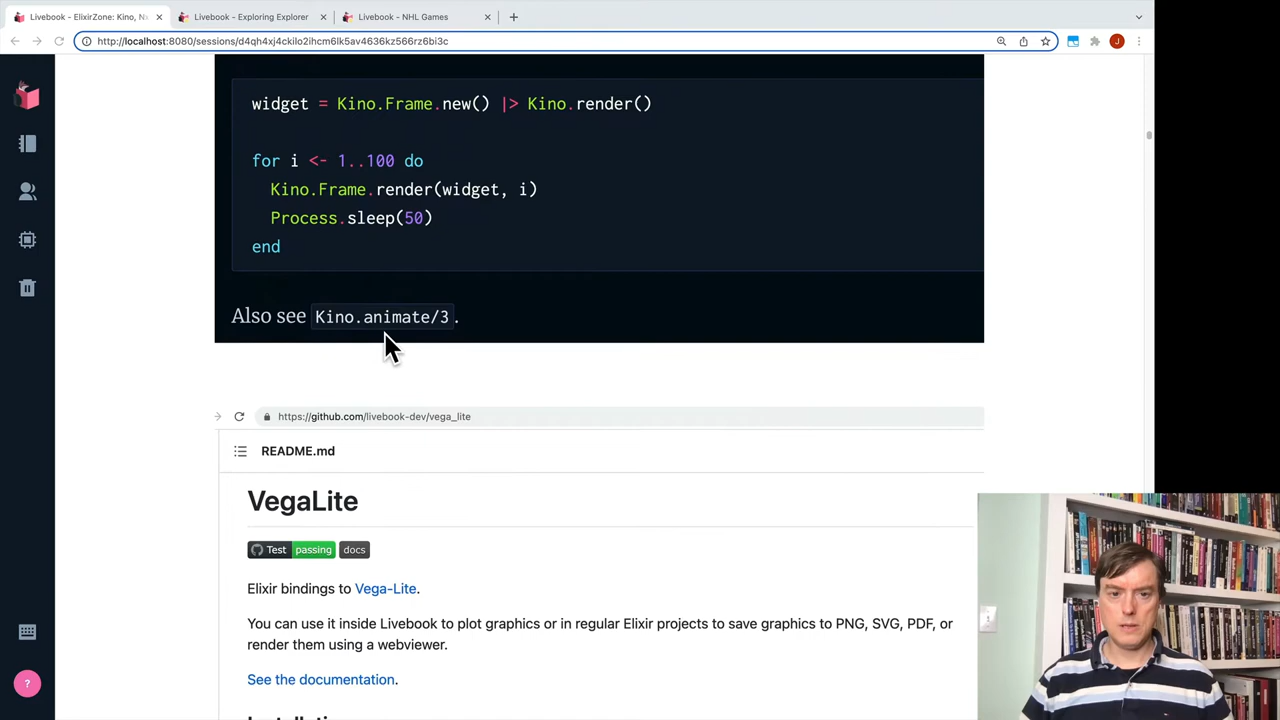 Livebook - ElixirZone: Kino, Nx
Livebook - Exploring Explorer
Livebook - NHL Games
http://localhost:8080/sessions/d4qh4xj4ckilo2ihcm6lk5av4636kz566rz6bi3c
J
widget = Kino.Frame.new() |> Kino.render()
for i <- 1..100 do
Kino.Frame.render(widget, i)
Process.sleep(50)
end
Also see Kino.animate/3.
https://github.com/livebook-dev/vega_lite
README.md
VegaLite
Test passing docs
Elixir bindings to Vega-Lite.
You can use it inside Livebook to plot graphics or in regular Elixir projects to save graphics to PNG, SVG, PDF, or
render them using a webviewer.
See the documentation.
?